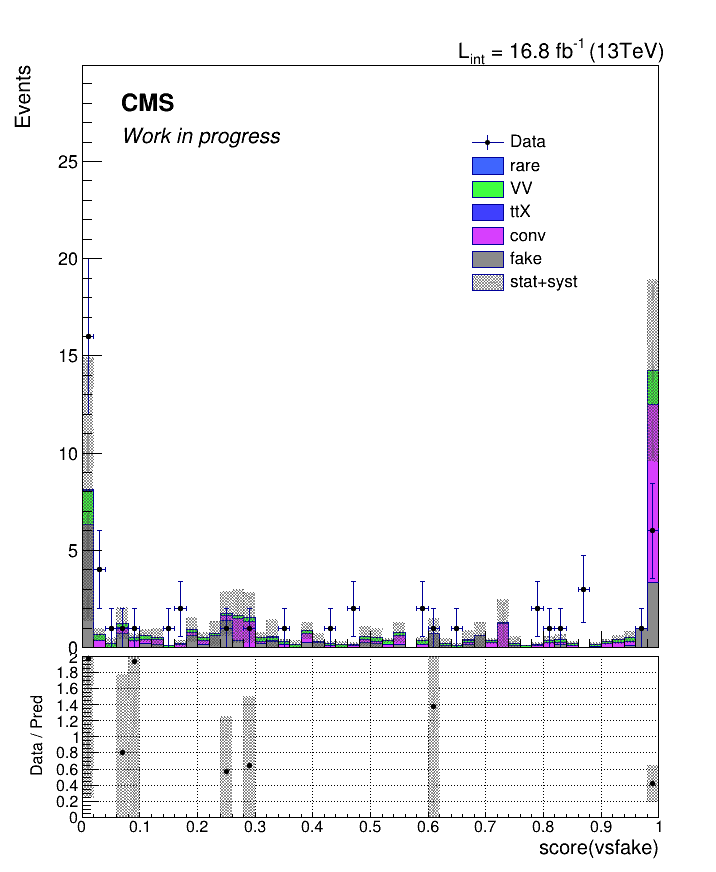 L_int = 16.8 fb^-1 (13TeV)
Events
CMS
Work in progress
Data
rare
VV
ttX
conv
fake
stat+syst
25
20
15
10
5
0
Data / Pred
2
1.8
1.6
1.4
1.2
1
0.8
0.6
0.4
0.2
0
0 0.1 0.2 0.3 0.4 0.5 0.6 0.7 0.8 0.9 1
score(vsfake)